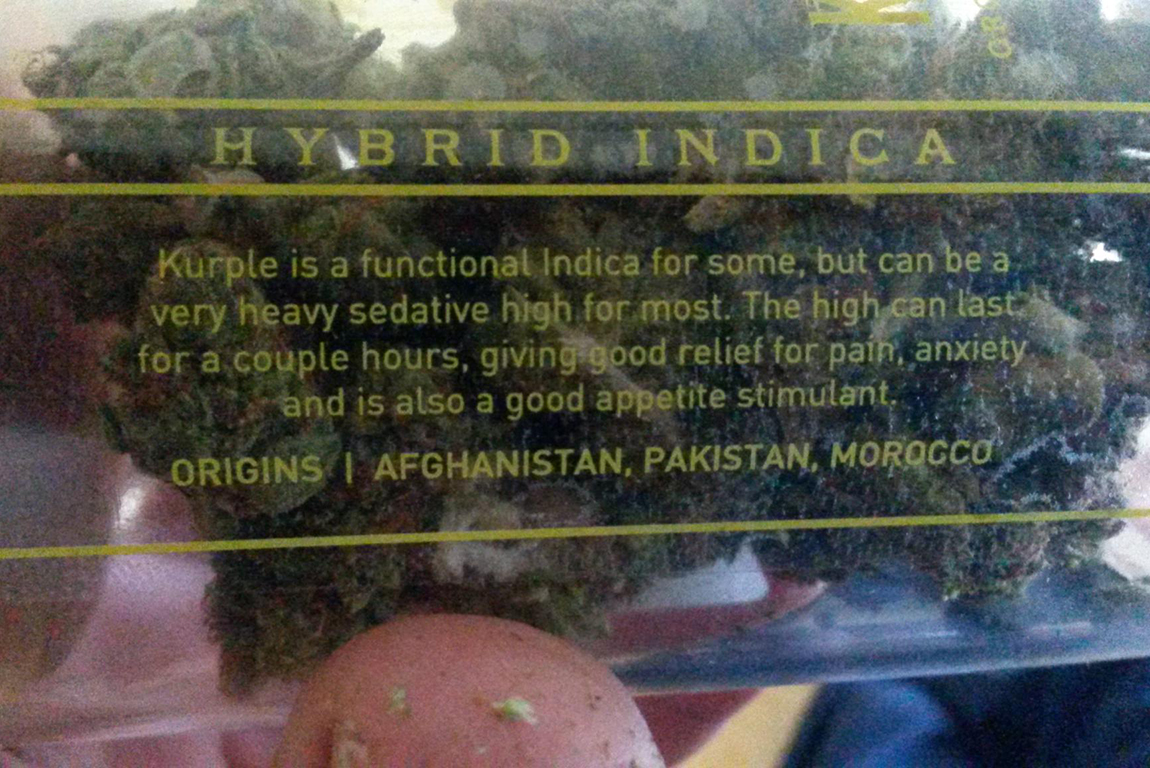 HYBRID INDICA
Kurple is a functional Indica for some, but can be a
very heavy sedative high for most. The high can last
for a couple hours, giving good relief for pain, anxiety
and is also a good appetite stimulant.
ORIGINS | AFGHANISTAN, PAKISTAN, MOROCCO